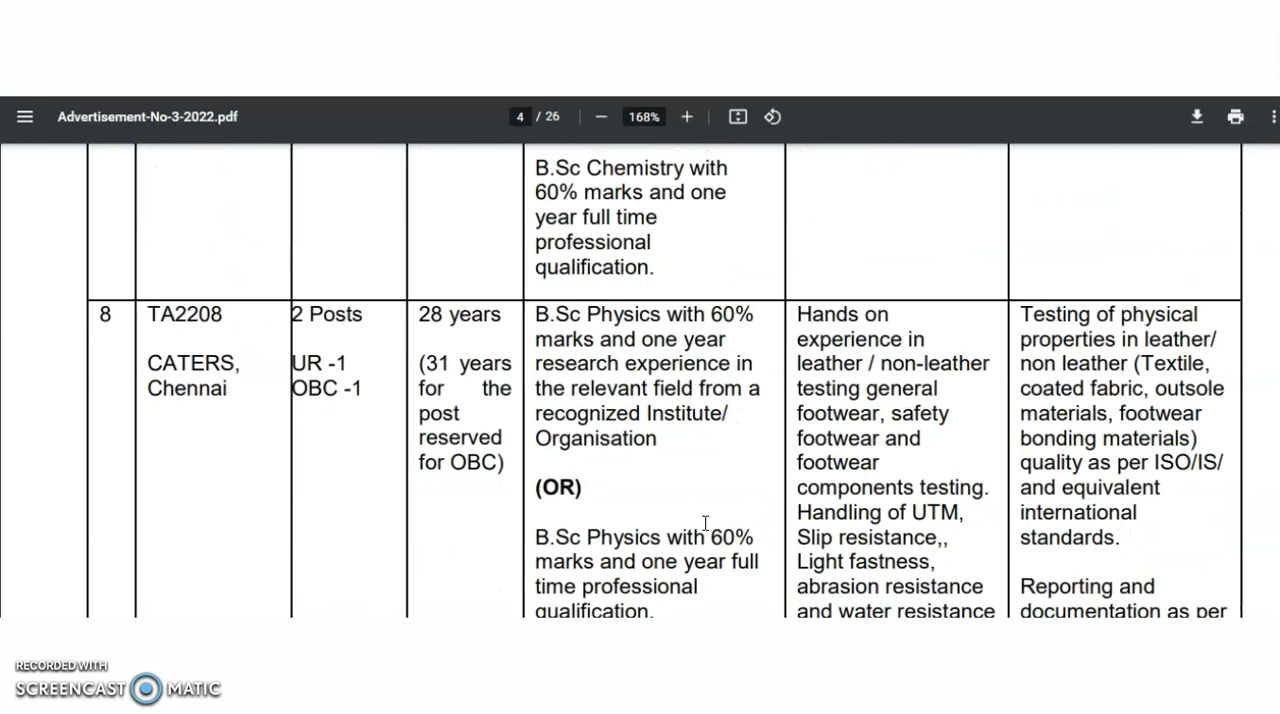 Advertisement-No-3-2022.pdf
4 / 26
168%
B.Sc Chemistry with
60% marks and one
year full time
professional
qualification.
8
TA2208
CATERS,
Chennai
2 Posts
UR -1
OBC -1
28 years
(31 years
for the
post
reserved
for OBC)
B.Sc Physics with 60%
marks and one year
research experience in
the relevant field from a
recognized Institute/
Organisation
(OR)
B.Sc Physics with 60%
marks and one year full
time professional
qualification.
Hands on
experience in
leather / non-leather
testing general
footwear, safety
footwear and
footwear
components testing.
Handling of UTM,
Slip resistance,,
Light fastness,
abrasion resistance
and water resistance
Testing of physical
properties in leather/
non leather (Textile,
coated fabric, outsole
materials, footwear
bonding materials)
quality as per ISO/IS/
and equivalent
international
standards.
Reporting and
documentation as per
RECORDED WITH
SCREENCAST MATIC